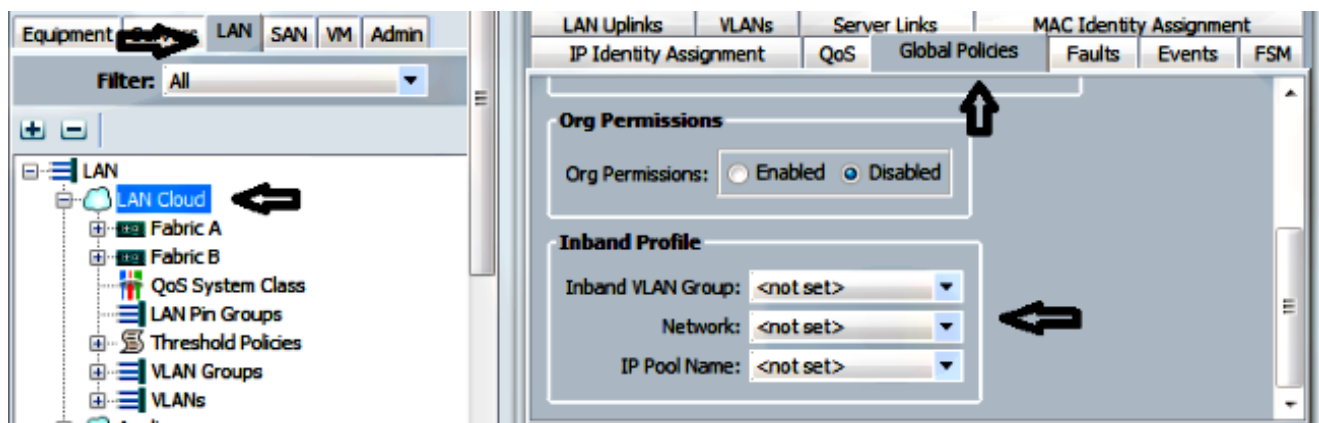 Equipment LAN SAN VM Admin
Filter: All
LAN
LAN Cloud
Fabric A
Fabric B
QoS System Class
LAN Pin Groups
Threshold Policies
VLAN Groups
VLANs
LAN Uplinks VLANs Server Links MAC Identity Assignment
IP Identity Assignment QoS Global Policies Faults Events FSM
Org Permissions
Org Permissions: Enabled Disabled
Inband Profile
Inband VLAN Group: <not set>
Network: <not set>
IP Pool Name: <not set>